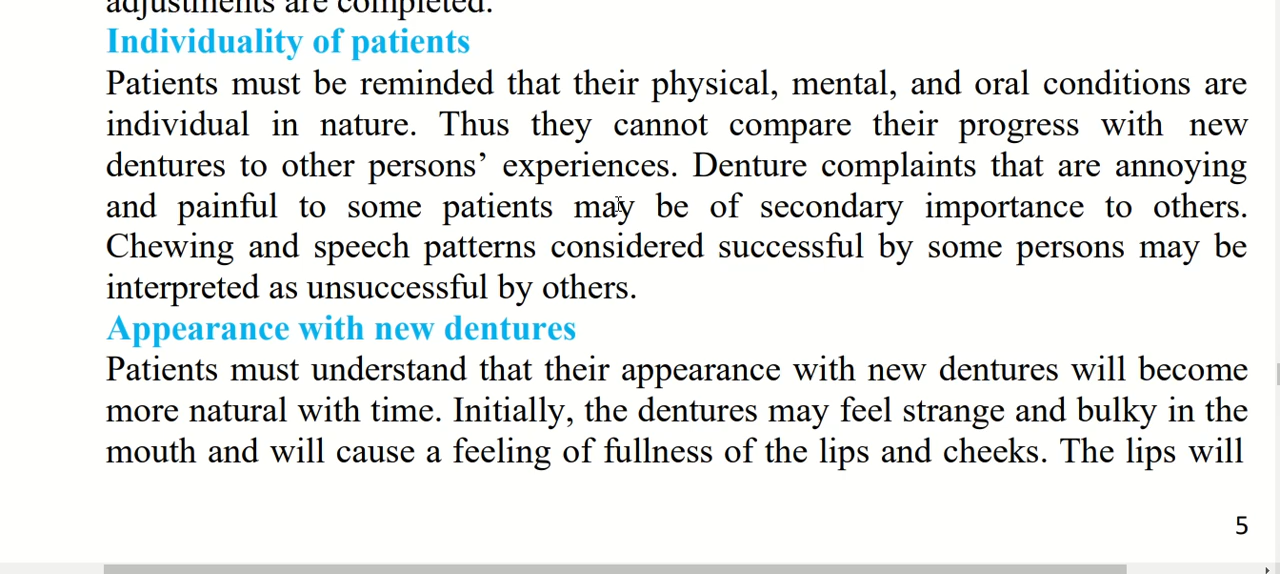 adjustments are completed.
Individuality of patients
Patients must be reminded that their physical, mental, and oral conditions are
individual in nature. Thus they cannot compare their progress with new
dentures to other persons’ experiences. Denture complaints that are annoying
and painful to some patients may be of secondary importance to others.
Chewing and speech patterns considered successful by some persons may be
interpreted as unsuccessful by others.
Appearance with new dentures
Patients must understand that their appearance with new dentures will become
more natural with time. Initially, the dentures may feel strange and bulky in the
mouth and will cause a feeling of fullness of the lips and cheeks. The lips will
5